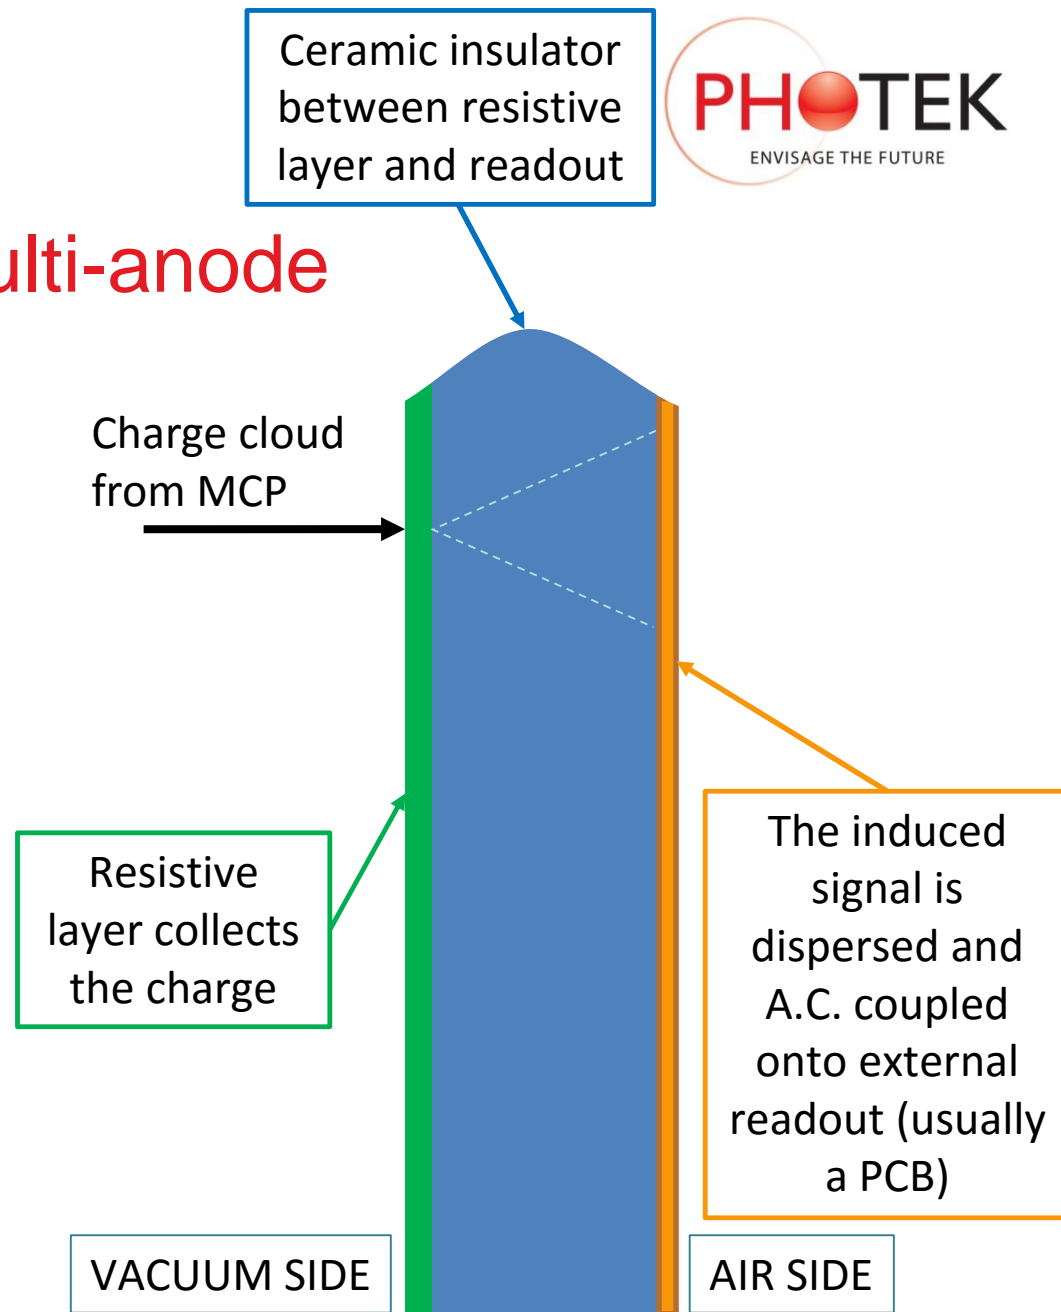 Ceramic insulator
between resistive
layer and readout
PHOTEK
ENVISAGE THE FUTURE
ulti-anode
Charge cloud
from MCP
Resistive
layer collects
the charge
The induced
signal is
dispersed and
A.C. coupled
onto external
readout (usually
a PCB)
VACUUM SIDE
AIR SIDE